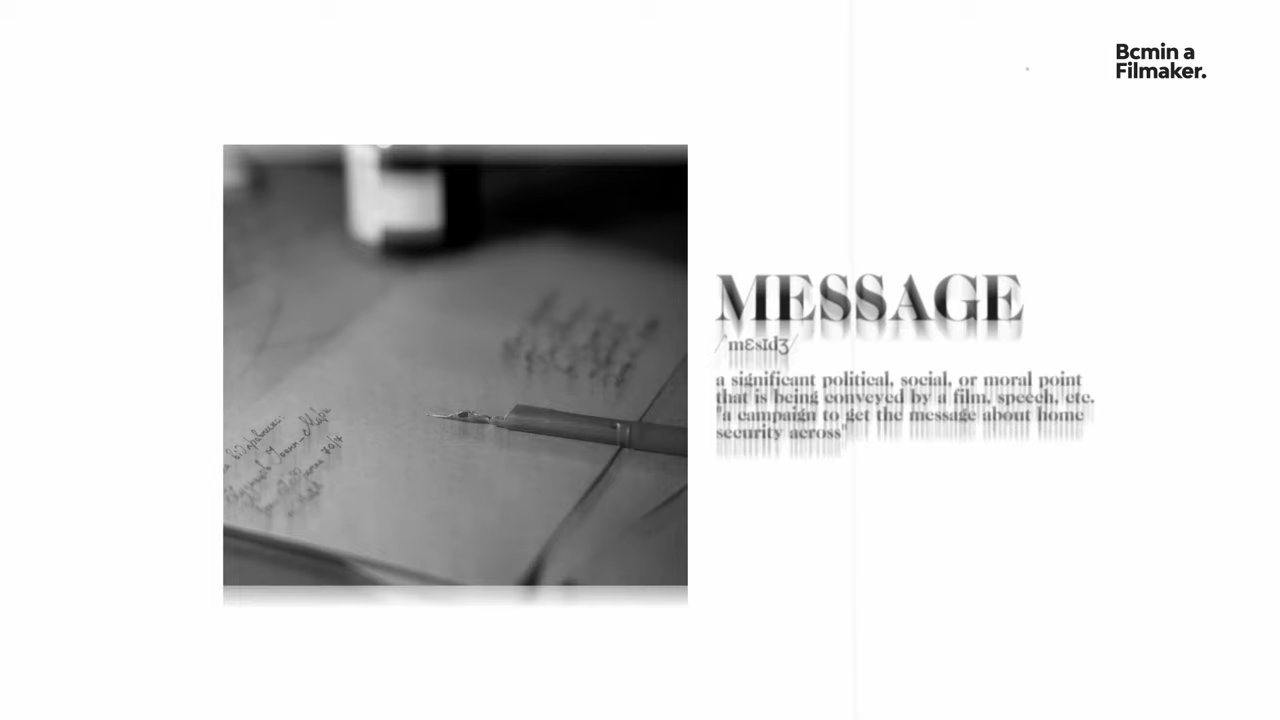 Bcmin a
Filmaker.
MESSAGE
/mɛsɪdʒ/
a significant political, social, or moral point
that is being conveyed by a film, speech, etc.
"a campaign to get the message about home
security across"